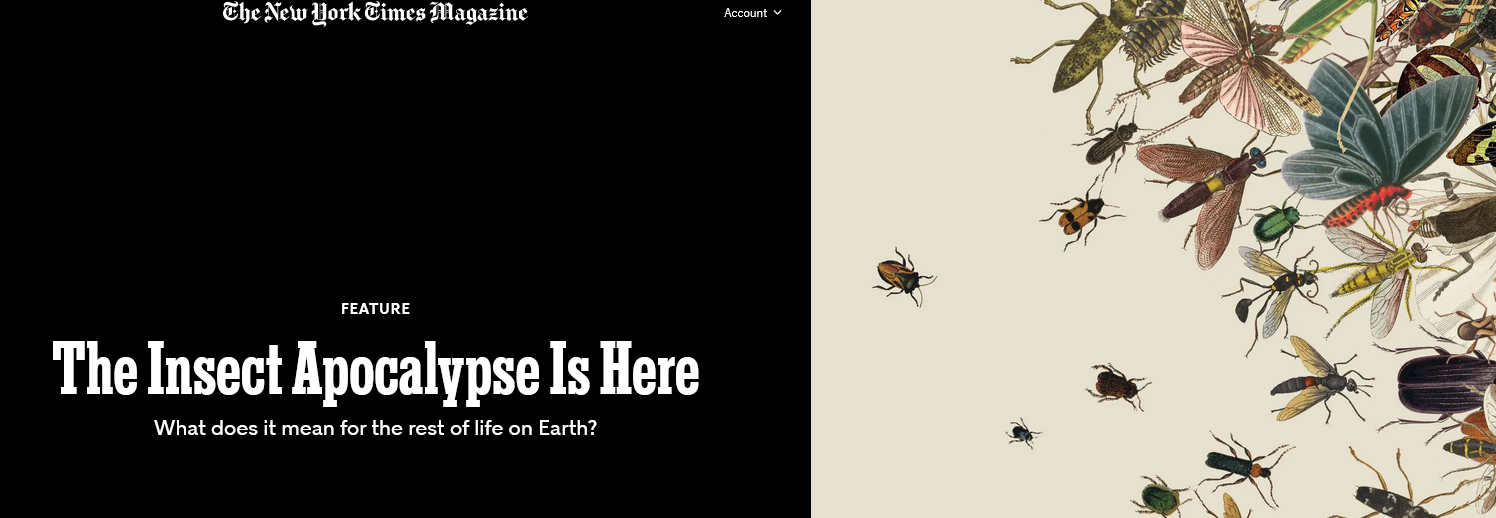 The New York Times Magazine
Account
FEATURE
The Insect Apocalypse Is Here
What does it mean for the rest of life on Earth?